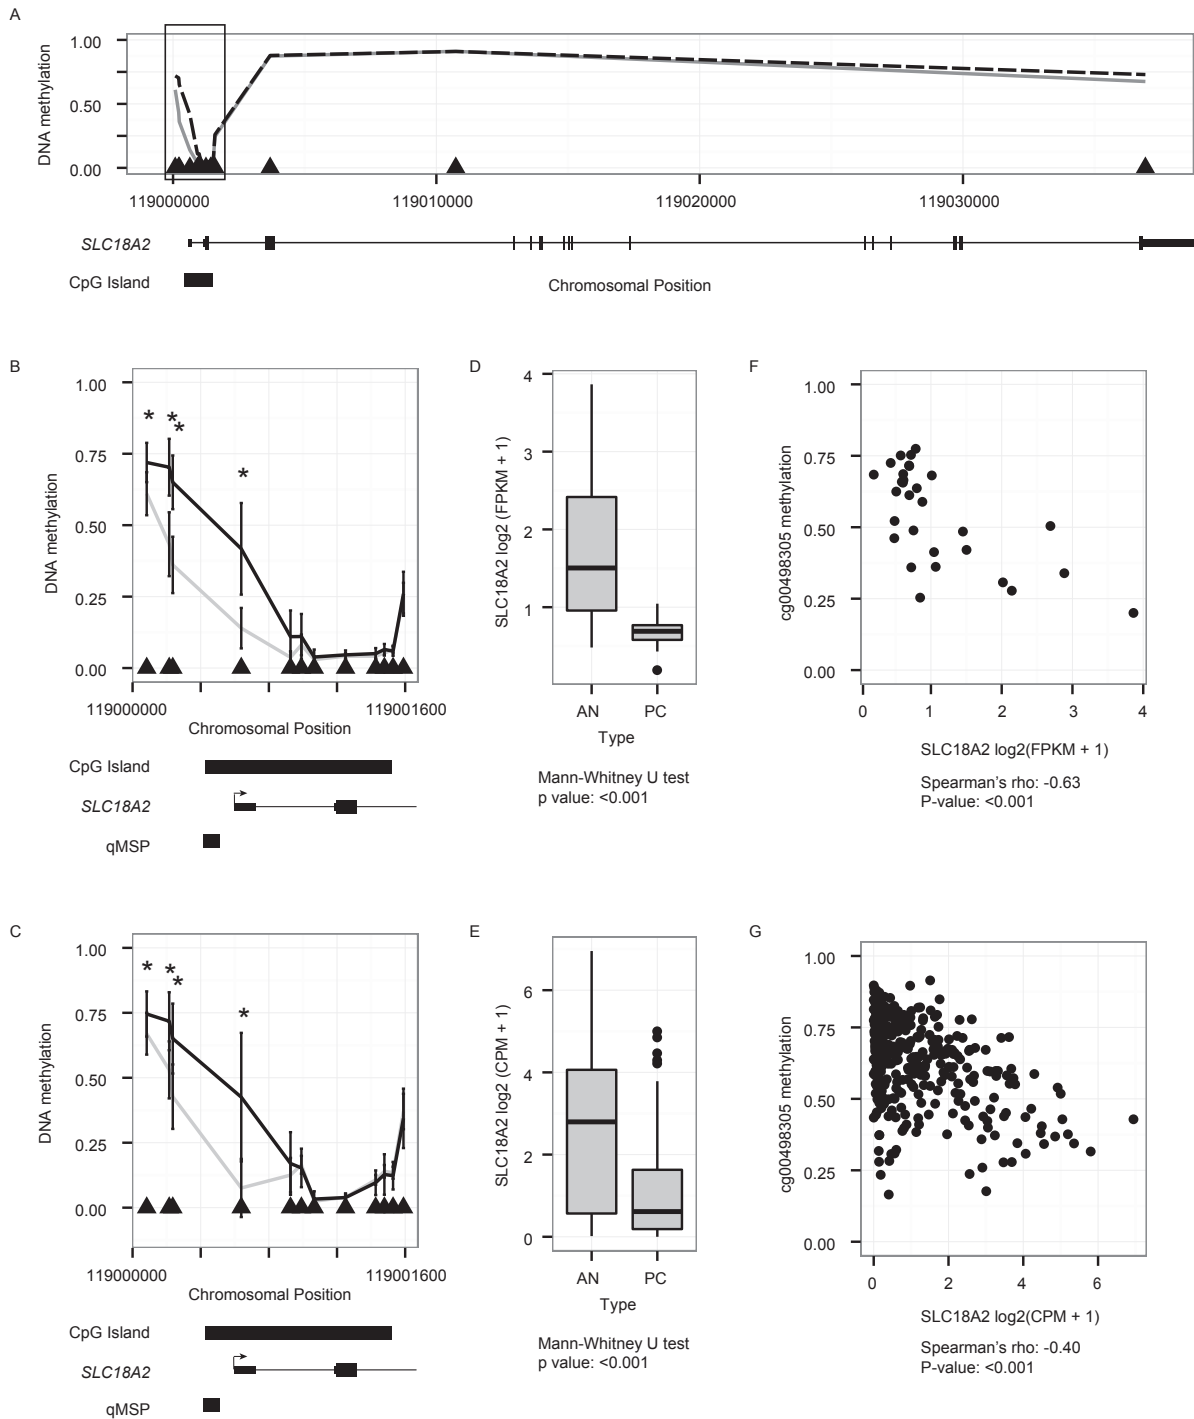 A
1.00
0.50
0.00
DNA methylation
119000000 119010000 119020000 119030000
SLC18A2
CpG Island
Chromosomal Position
B
1.00
0.75
0.50
0.25
0.00
DNA methylation
* * * *
119000000 119001600
Chromosomal Position
CpG Island
SLC18A2
qMSP
D
4
3
2
1
SLC18A2 log2 (FPKM + 1)
AN PC
Type
Mann-Whitney U test
p value: <0.001
F
1.00
0.75
0.50
0.25
0.00
cg00498305 methylation
0 1 2 3 4
SLC18A2 log2(FPKM + 1)
Spearman's rho: -0.63
P-value: <0.001
C
1.00
0.75
0.50
0.25
0.00
DNA methylation
* * * *
119000000 119001600
Chromosomal Position
CpG Island
SLC18A2
qMSP
E
6
4
2
0
SLC18A2 log2 (CPM + 1)
AN PC
Type
Mann-Whitney U test
p value: <0.001
G
1.00
0.75
0.50
0.25
0.00
cg00498305 methylation
0 2 4 6
SLC18A2 log2(CPM + 1)
Spearman's rho: -0.40
P-value: <0.001